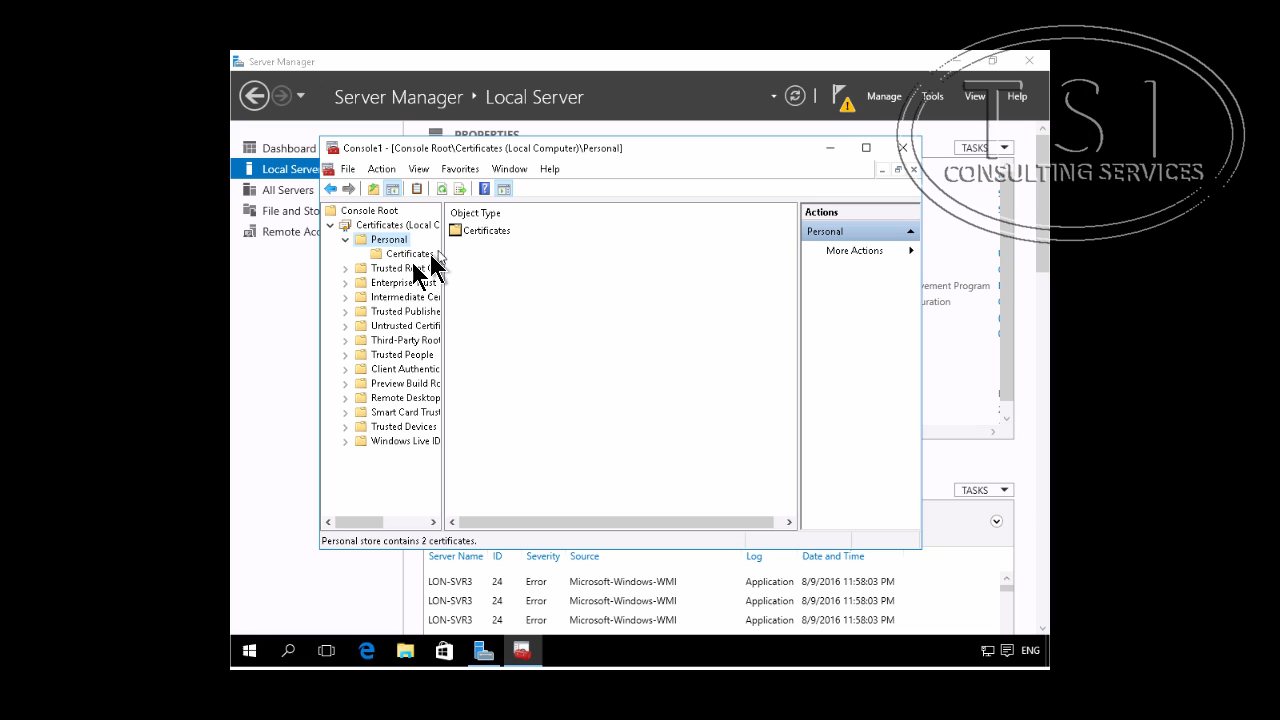 Server Manager
Server Manager • Local Server
Manage Tools View Help
TSI
CONSULTING SERVICES
Dashboard
Local Serve
All Servers
File and Sto
Remote Acc
PROPERTIES
TASKS
Console1 - [Console Root\Certificates (Local Computer)\Personal]
File Action View Favorites Window Help
Console Root
Certificates (Local C
Personal
Certificates
Trusted Root C
Enterprise Trust
Intermediate Cer
Trusted Publishe
Untrusted Certifi
Third-Party Root
Trusted People
Client Authentic
Preview Build Ro
Remote Desktop
Smart Card Trust
Trusted Devices
Windows Live ID
Object Type
Certificates
Actions
Personal
More Actions
Personal store contains 2 certificates.
vement Program
uration
TASKS
Server Name ID Severity Source Log Date and Time
LON-SVR3 24 Error Microsoft-Windows-WMI Application 8/9/2016 11:58:03 PM
LON-SVR3 24 Error Microsoft-Windows-WMI Application 8/9/2016 11:58:03 PM
LON-SVR3 24 Error Microsoft-Windows-WMI Application 8/9/2016 11:58:03 PM
ENG